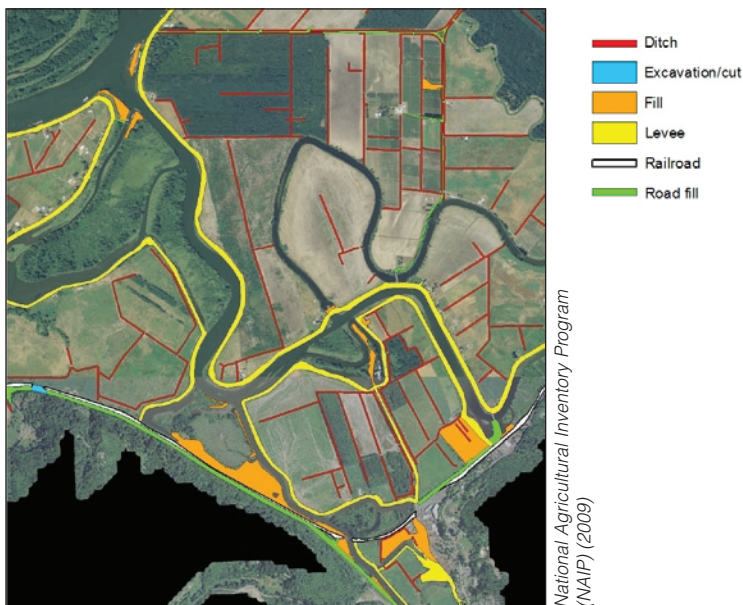 Ditch
Excavation/cut
Fill
Levee
Railroad
Road fill
National Agricultural Inventory Program
(NAIP) (2009)